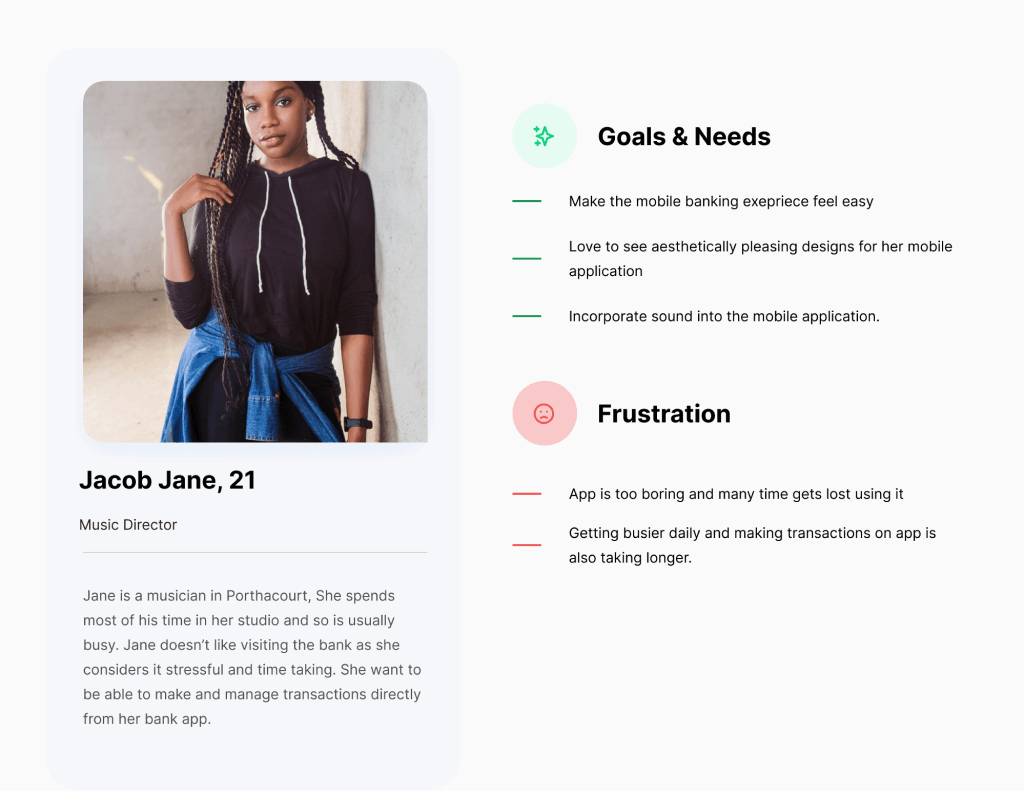 Jacob Jane, 21
Music Director
Jane is a musician in Porthacourt, She spends
most of his time in her studio and so is usually
busy. Jane doesn’t like visiting the bank as she
considers it stressful and time taking. She want to
be able to make and manage transactions directly
from her bank app.
Goals & Needs
Make the mobile banking exepriece feel easy
Love to see aesthetically pleasing designs for her mobile
application
Incorporate sound into the mobile application.
Frustration
App is too boring and many time gets lost using it
Getting busier daily and making transactions on app is
also taking longer.